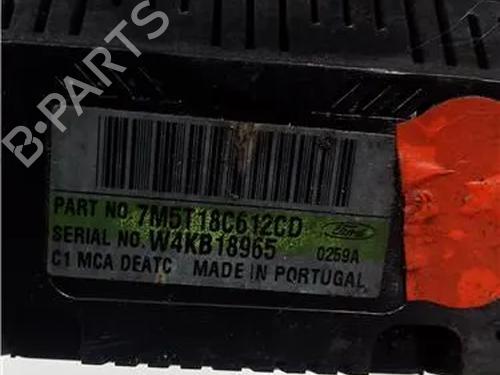 B-PARTS
PART NO. 7M5T18C612CD
Ford
SERIAL NO. W4KB18965 0259A
C1 MCA DEATC MADE IN PORTUGAL